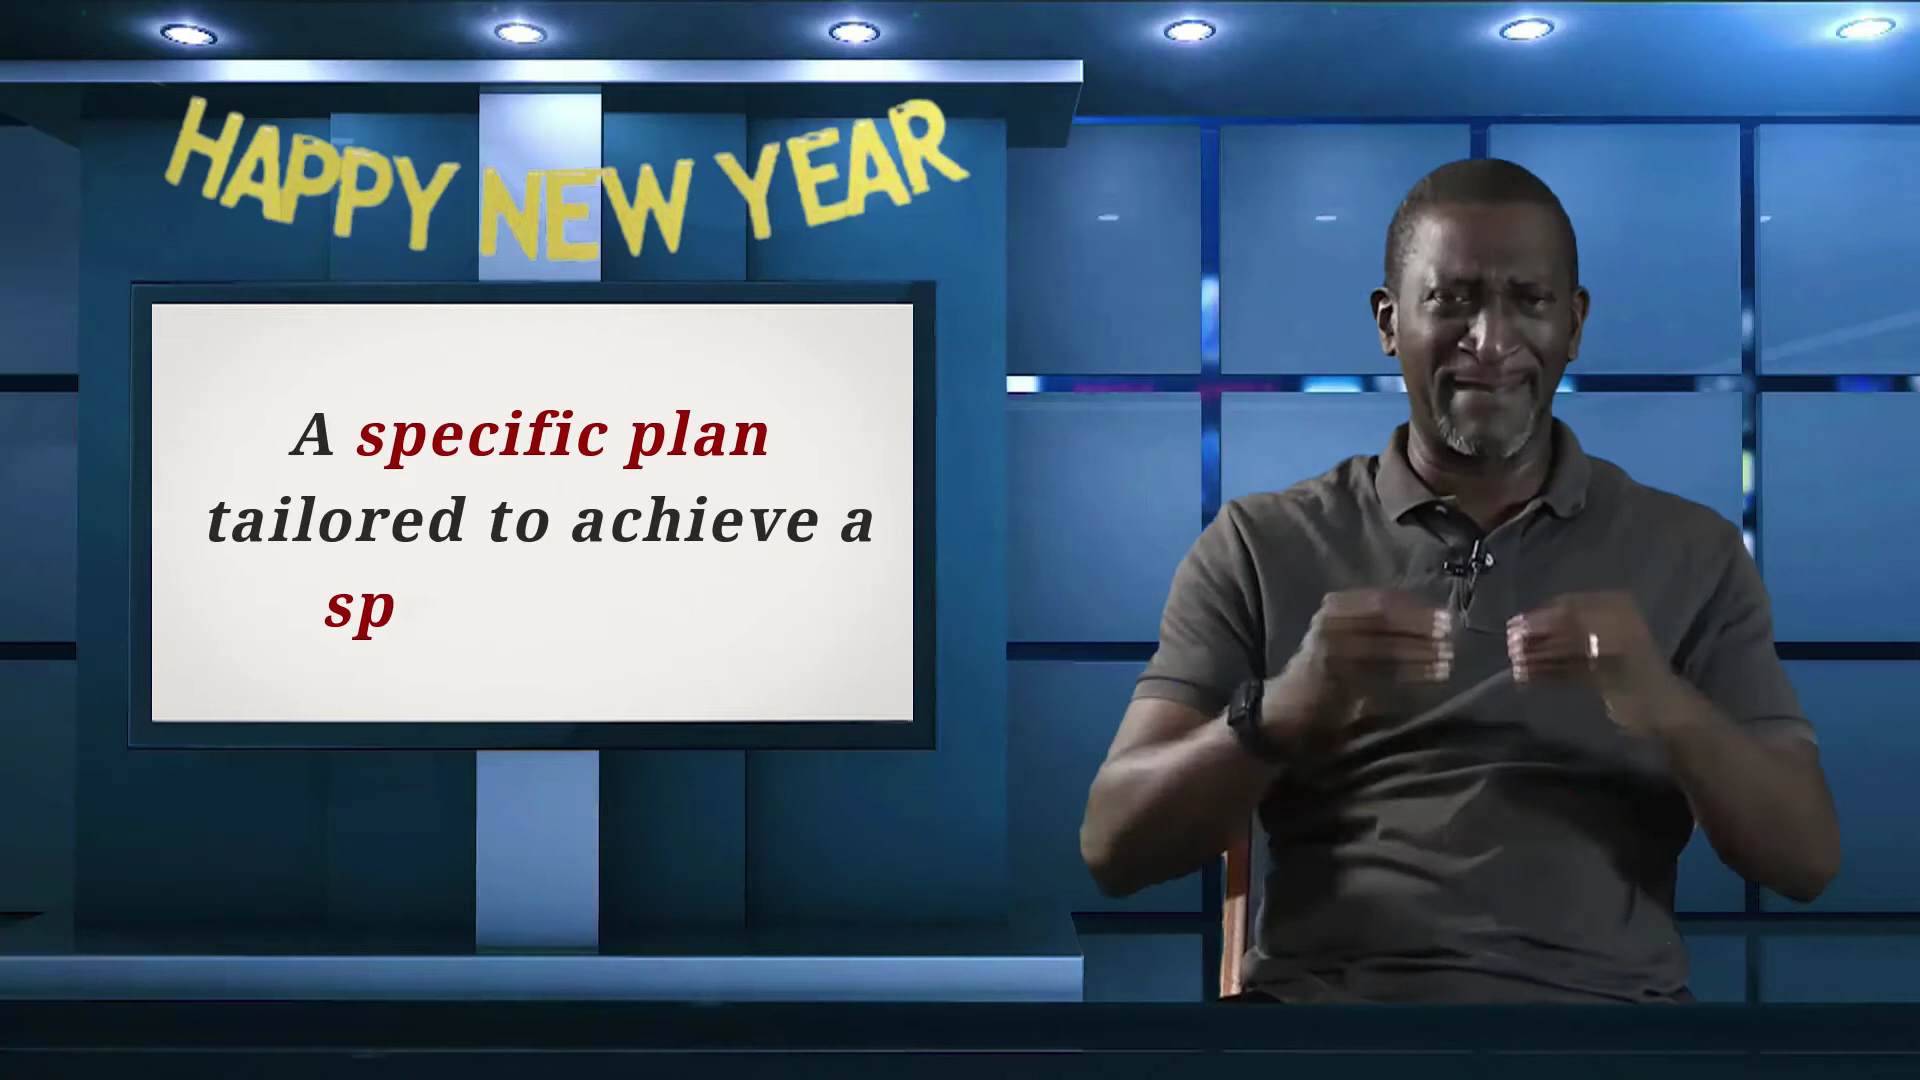 HAPPY NEW YEAR
A specific plan
tailored to achieve a
sp